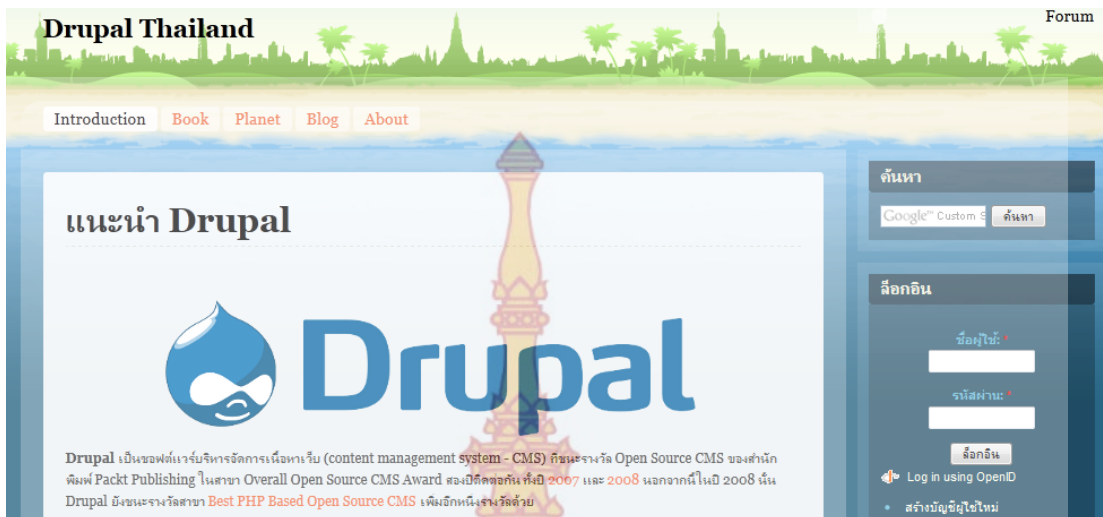 Drupal Thailand
Forum
Introduction Book Planet Blog About
แนะนำ Drupal
Drupal
Drupal เป็นซอฟต์แวร์บริหารจัดการเนื้อหาเว็บ (content management system - CMS) ที่ชนะรางวัล Open Source CMS ของสำนัก
พิมพ์ Packt Publishing ในสาขา Overall Open Source CMS Award สองปีติดต่อกัน ทั้งปี 2007 และ 2008 นอกจากนี้ในปี 2008 นั้น
Drupal ยังชนะรางวัลสาขา Best PHP Based Open Source CMS เพิ่มอีกหนึ่งรางวัลด้วย
ค้นหา
Google™ Custom S ค้นหา
ล็อกอิน
ชื่อผู้ใช้: *
รหัสผ่าน: *
ล็อกอิน
Log in using OpenID
สร้างบัญชีผู้ใช้ใหม่